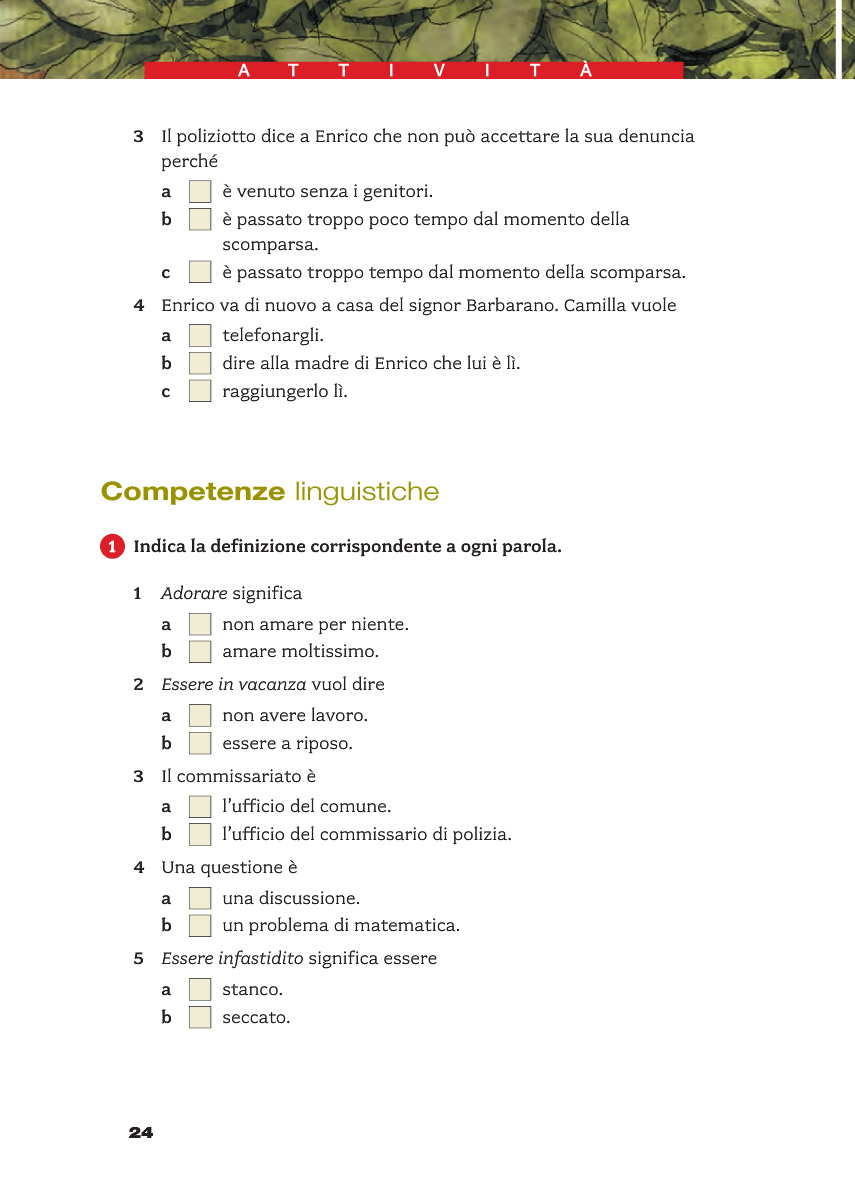 ATTIVITÀ
3 Il poliziotto dice a Enrico che non può accettare la sua denuncia
perché
a è venuto senza i genitori.
b è passato troppo poco tempo dal momento della
scomparsa.
c è passato troppo tempo dal momento della scomparsa.
4 Enrico va di nuovo a casa del signor Barbarano. Camilla vuole
a telefonargli.
b dire alla madre di Enrico che lui è lì.
c raggiungerlo lì.
Competenze linguistiche
1 Indica la definizione corrispondente a ogni parola.
1 Adorare significa
a non amare per niente.
b amare moltissimo.
2 Essere in vacanza vuol dire
a non avere lavoro.
b essere a riposo.
3 Il commissariato è
a l’ufficio del comune.
b l’ufficio del commissario di polizia.
4 Una questione è
a una discussione.
b un problema di matematica.
5 Essere infastidito significa essere
a stanco.
b seccato.
24